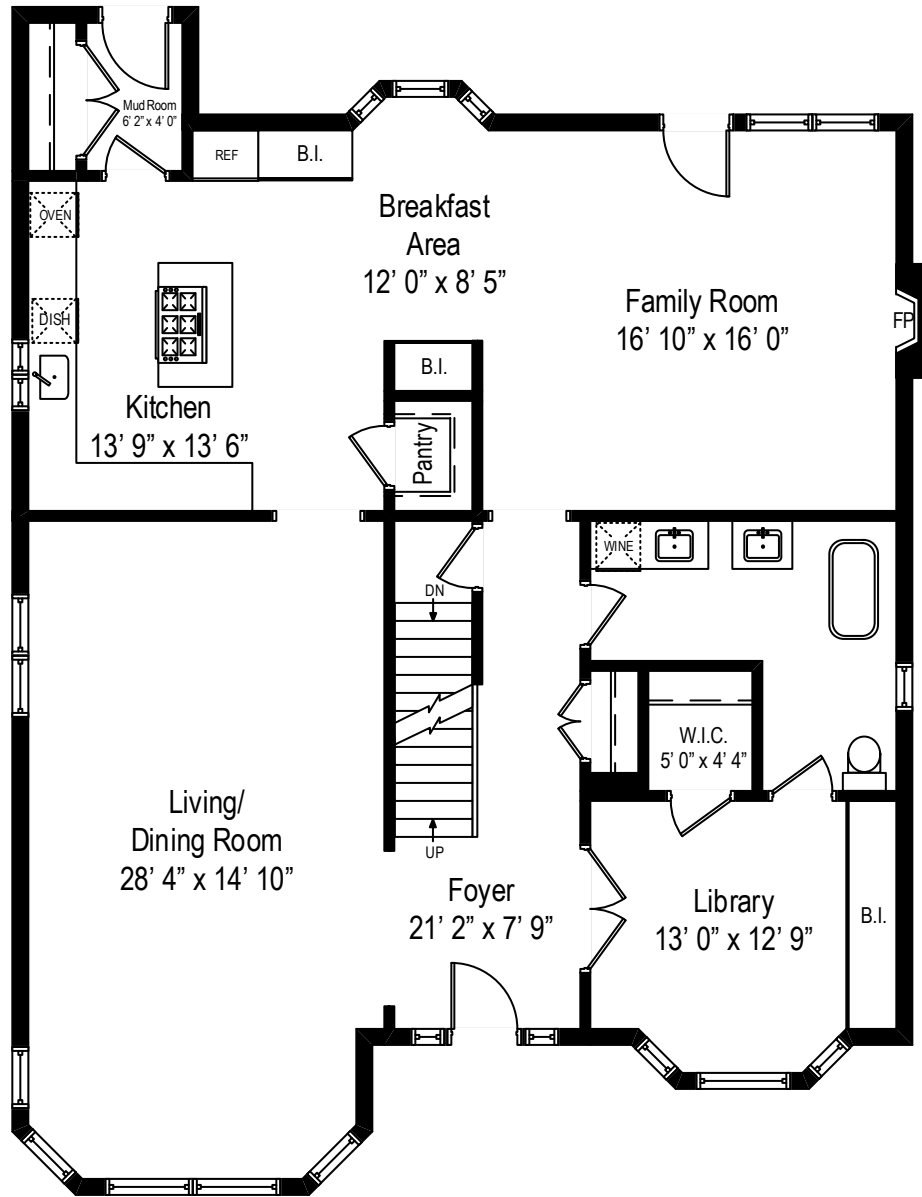 Mud Room
6' 2" x 4' 0"
REF
B.I.
OVEN
Breakfast
Area
12' 0" x 8' 5"
Family Room
16' 10" x 16' 0"
FP
DISH
B.I.
Kitchen
13' 9" x 13' 6"
Pantry
WINE
DN
W.I.C.
5' 0" x 4' 4"
Living/
Dining Room
28' 4" x 14' 10"
UP
Foyer
21' 2" x 7' 9"
Library
13' 0" x 12' 9"
B.I.